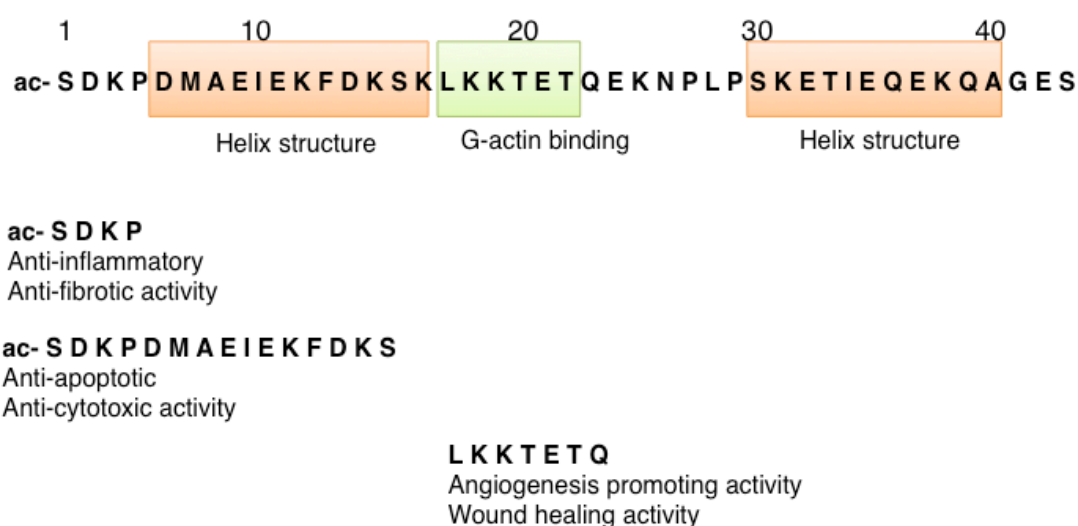 1 10 20 30 40
ac- S D K P D M A E I E K F D K S K L K K T E T Q E K N P L P S K E T I E Q E K Q A G E S
Helix structure G-actin binding Helix structure
ac- S D K P
Anti-inflammatory
Anti-fibrotic activity
ac- S D K P D M A E I E K F D K S
Anti-apoptotic
Anti-cytotoxic activity
L K K T E T Q
Angiogenesis promoting activity
Wound healing activity